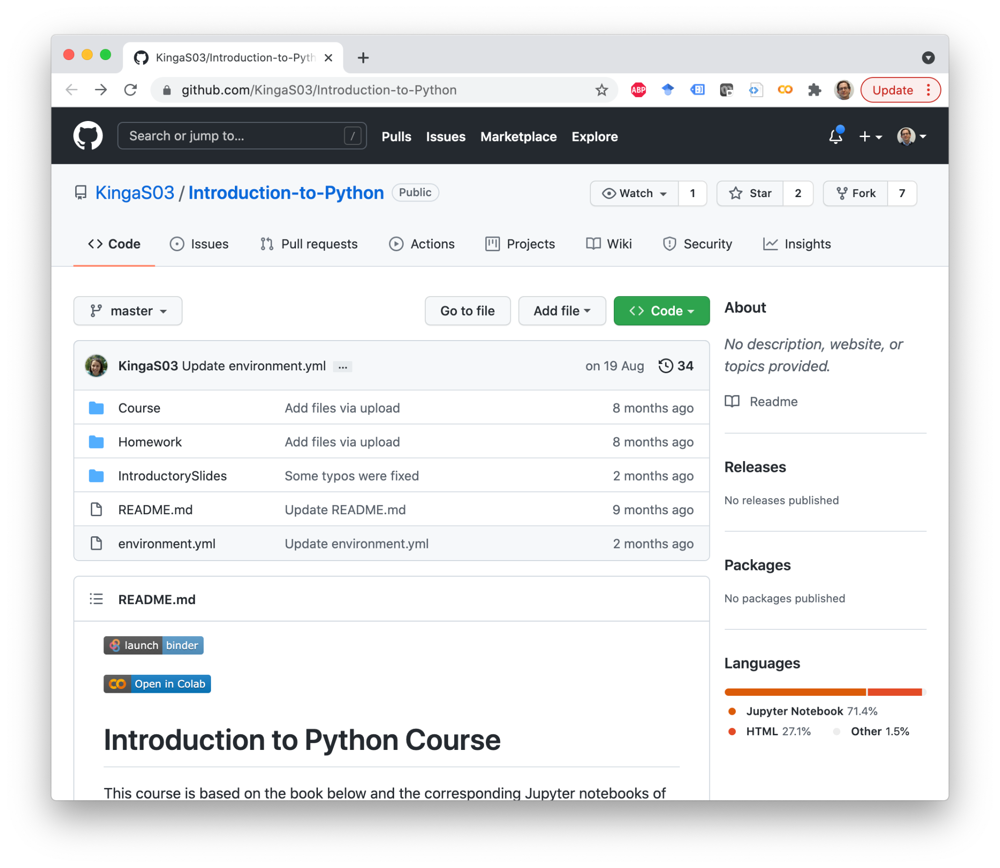 KingaS03/Introduction-to-Pyth
github.com/KingaS03/Introduction-to-Python
ABP
Update
Search or jump to...
/
Pulls
Issues
Marketplace
Explore
KingaS03 / Introduction-to-Python
Public
Watch
1
Star
2
Fork
7
Code
Issues
Pull requests
Actions
Projects
Wiki
Security
Insights
master
Go to file
Add file
Code
KingaS03 Update environment.yml ...
on 19 Aug
34
Course
Add files via upload
8 months ago
Homework
Add files via upload
8 months ago
IntroductorySlides
Some typos were fixed
2 months ago
README.md
Update README.md
9 months ago
environment.yml
Update environment.yml
2 months ago
About
No description, website, or
topics provided.
Readme
Releases
No releases published
Packages
No packages published
Languages
Jupyter Notebook 71.4%
HTML 27.1%
Other 1.5%
README.md
launch binder
Open in Colab
Introduction to Python Course
This course is based on the book below and the corresponding Jupyter notebooks of